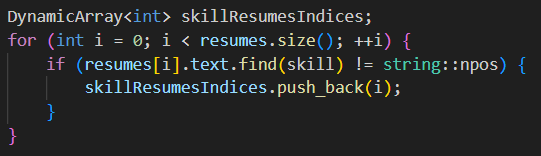 DynamicArray<int> skillResumesIndices;
for (int i = 0; i < resumes.size(); ++i) {
    if (resumes[i].text.find(skill) != string::npos) {
        skillResumesIndices.push_back(i);
    }
}